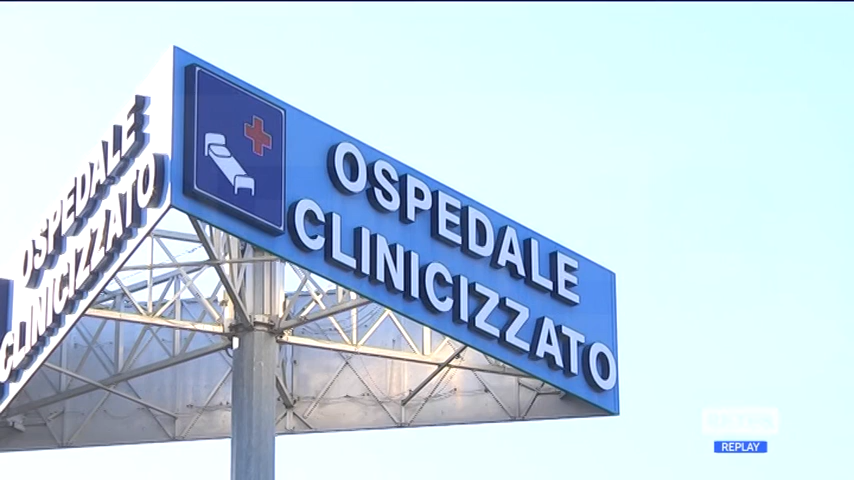 OSPEDALE
CLINICIZZATO
OSPEDALE
CLINICIZZATO
REPLAY